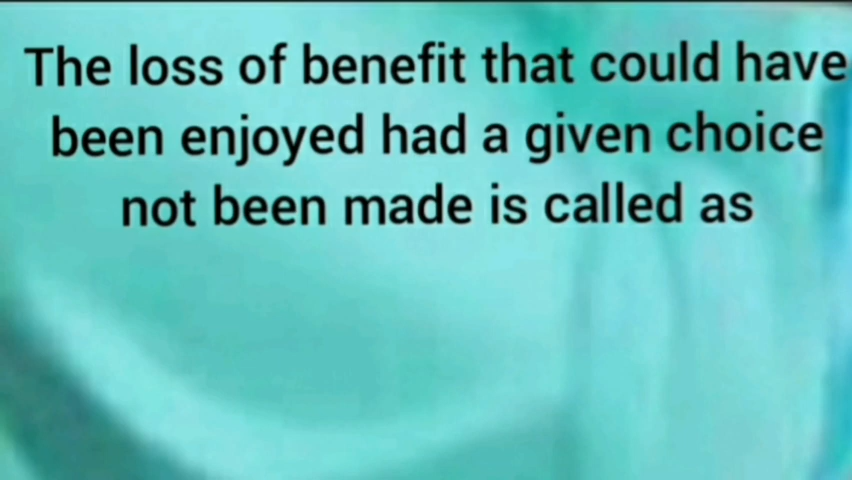 The loss of benefit that could have
been enjoyed had a given choice
not been made is called as